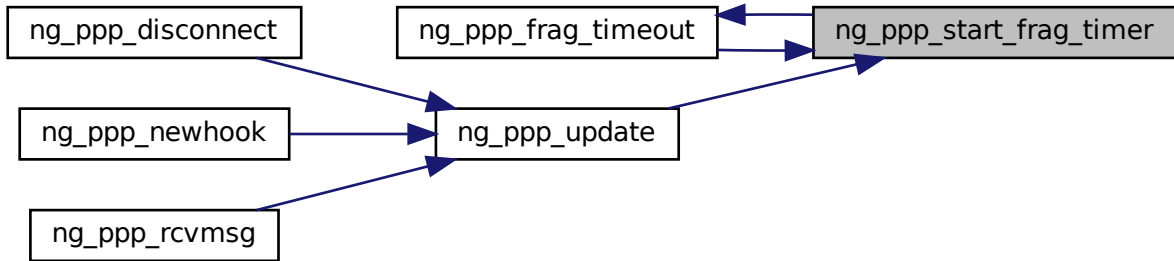 ng_ppp_disconnect
ng_ppp_frag_timeout
ng_ppp_start_frag_timer
ng_ppp_newhook
ng_ppp_update
ng_ppp_rcvmsg